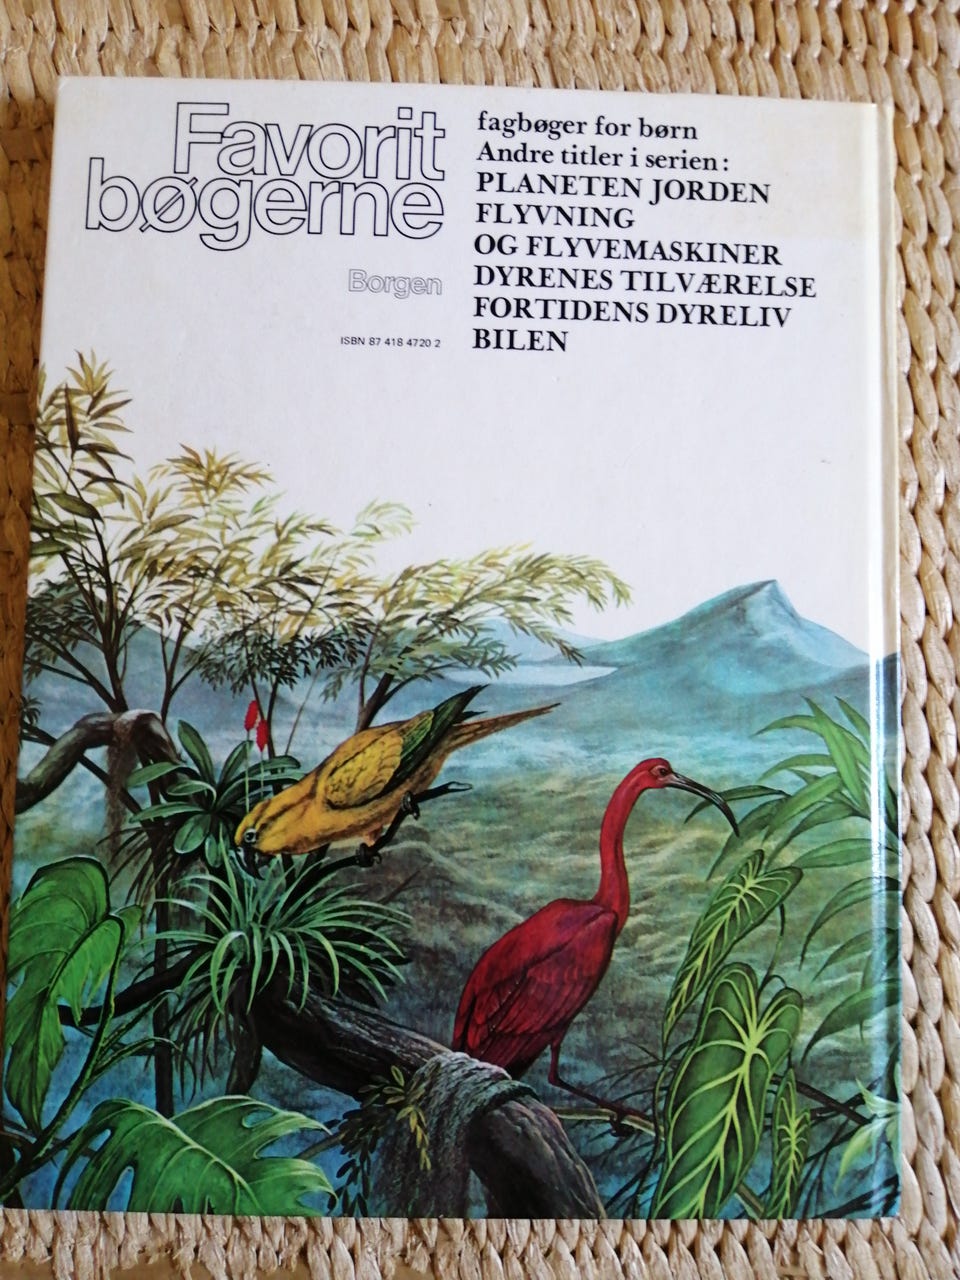 Favorit
bøgerne
Borgen
ISBN 87 418 4720 2
fagbøger for børn
Andre titler i serien:
PLANETEN JORDEN
FLYVNING
OG FLYVEMASKINER
DYRENES TILVÆRELSE
FORTIDENS DYRELIV
BILEN